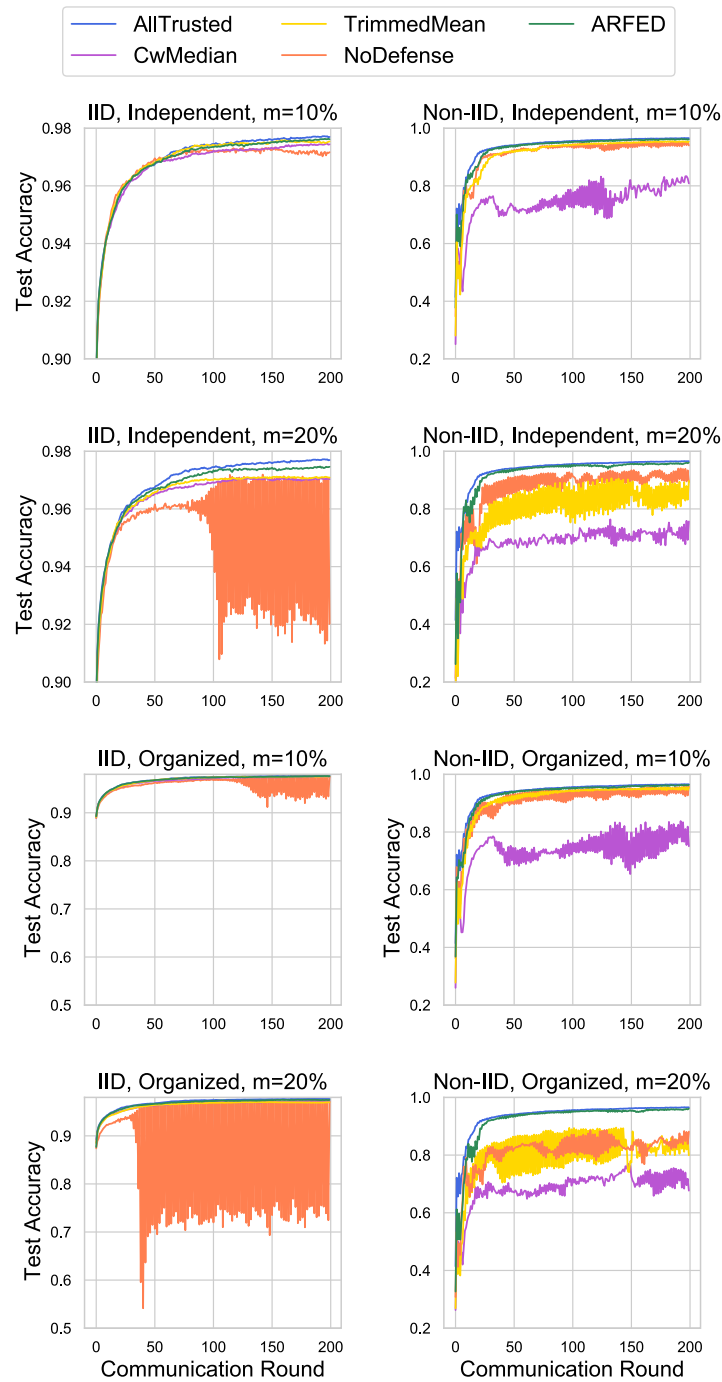 AllTrusted TrimmedMean ARFED
CwMedian NoDefense
IID, Independent, m=10%
0.98
0.96
0.94
0.92
0.90
Test Accuracy
0 50 100 150 200
Non-IID, Independent, m=10%
1.0
0.8
0.6
0.4
0.2
0 50 100 150 200
IID, Independent, m=20%
0.98
0.96
0.94
0.92
0.90
Test Accuracy
0 50 100 150 200
Non-IID, Independent, m=20%
1.0
0.8
0.6
0.4
0.2
Test Accuracy
0 50 100 150 200
IID, Organized, m=10%
0.9
0.8
0.7
0.6
0.5
Test Accuracy
0 50 100 150 200
Non-IID, Organized, m=10%
1.0
0.8
0.6
0.4
0.2
Test Accuracy
0 50 100 150 200
IID, Organized, m=20%
0.9
0.8
0.7
0.6
0.5
Test Accuracy
0 50 100 150 200
Communication Round
Non-IID, Organized, m=20%
1.0
0.8
0.6
0.4
0.2
Test Accuracy
0 50 100 150 200
Communication Round